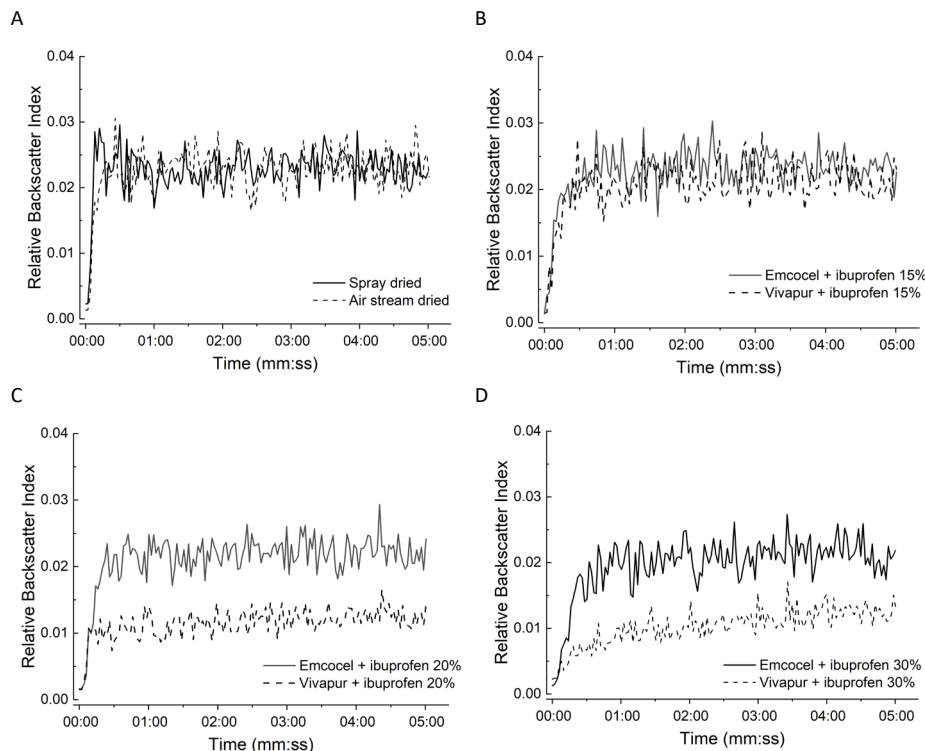 A
Relative Backscatter Index
0.04
0.03
0.02
0.01
0.00
Spray dried
Air stream dried
00:00 01:00 02:00 03:00 04:00 05:00
Time (mm:ss)
B
Relative Backscatter Index
0.04
0.03
0.02
0.01
0.00
Emcocel + ibuprofen 15%
Vivapur + ibuprofen 15%
00:00 01:00 02:00 03:00 04:00 05:00
Time (mm:ss)
C
Relative Backscatter Index
0.04
0.03
0.02
0.01
0.00
Emcocel + ibuprofen 20%
Vivapur + ibuprofen 20%
00:00 01:00 02:00 03:00 04:00 05:00
Time (mm:ss)
D
Relative Backscatter Index
0.04
0.03
0.02
0.01
0.00
Emcocel + ibuprofen 30%
Vivapur + ibuprofen 30%
00:00 01:00 02:00 03:00 04:00 05:00
Time (mm:ss)